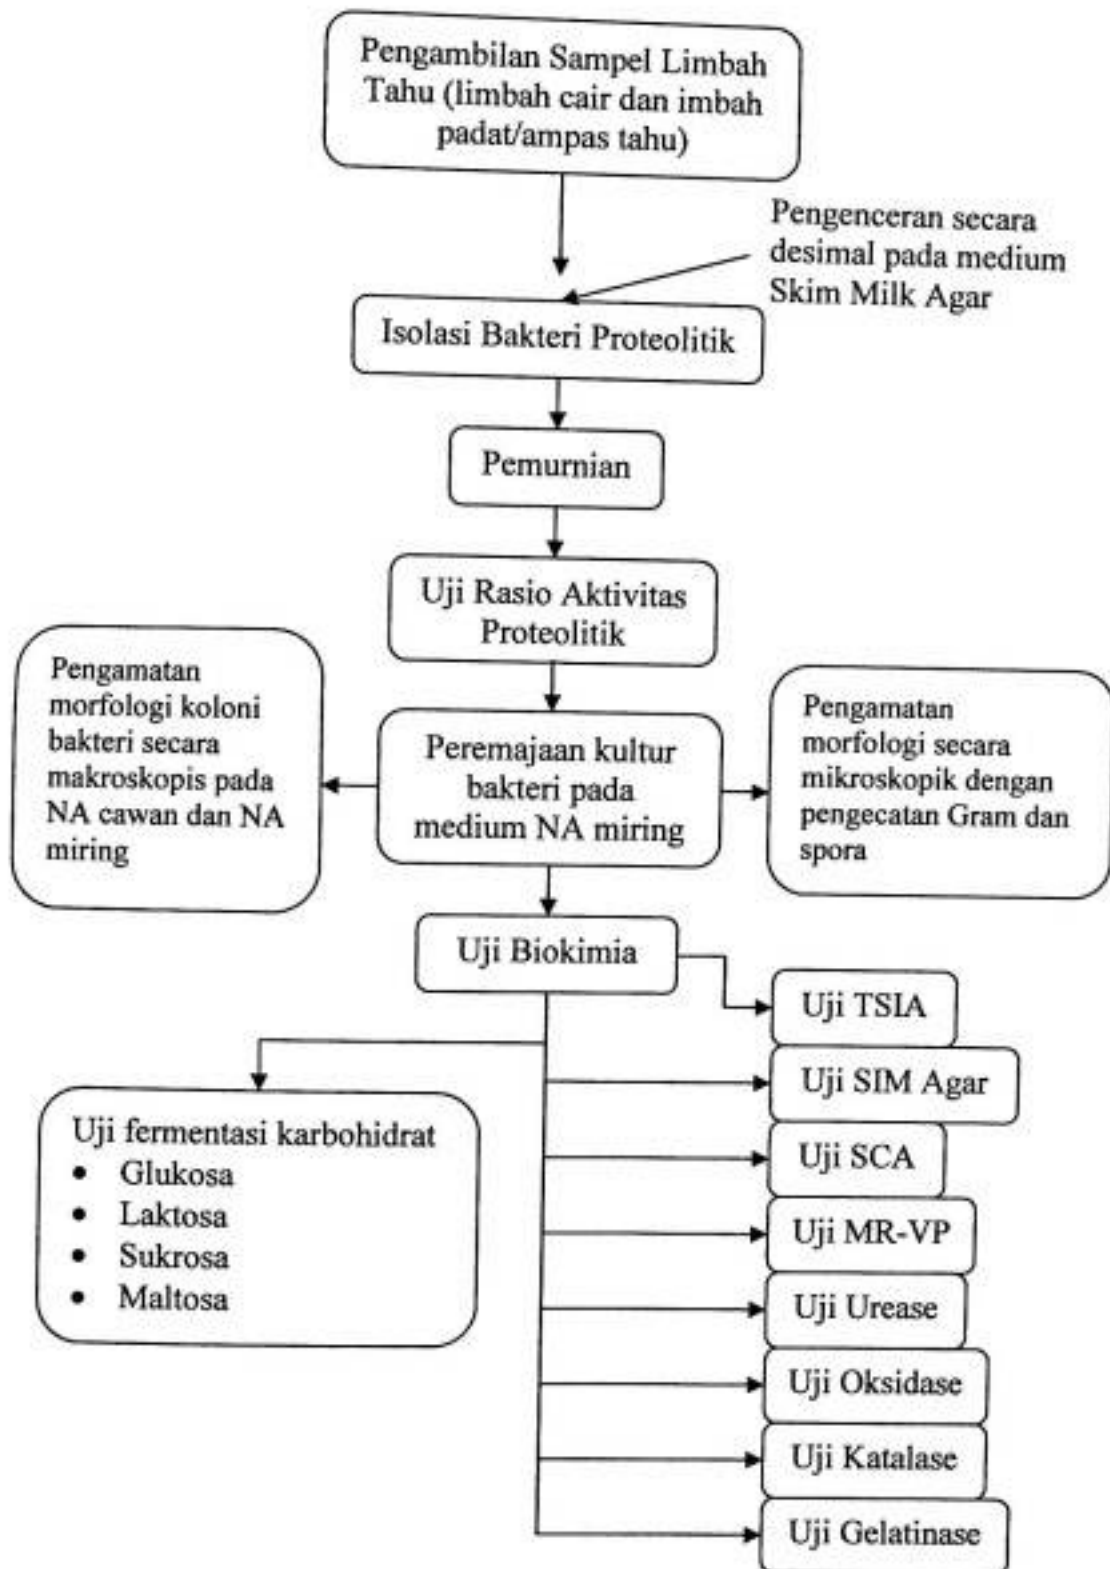 Pengambilan Sampel Limbah
Tahu (limbah cair dan imbah
padat/ampas tahu)
Pengenceran secara
desimal pada medium
Skim Milk Agar
Isolasi Bakteri Proteolitik
Pemurnian
Uji Rasio Aktivitas
Proteolitik
Pengamatan
morfologi koloni
bakteri secara
makroskopis pada
NA cawan dan NA
miring
Peremajaan kultur
bakteri pada
medium NA miring
Pengamatan
morfologi secara
mikroskopik dengan
pengecatan Gram dan
spora
Uji Biokimia
Uji TSIA
Uji SIM Agar
Uji SCA
Uji MR-VP
Uji Urease
Uji Oksidase
Uji Katalase
Uji Gelatinase
Uji fermentasi karbohidrat
• Glukosa
• Laktosa
• Sukrosa
• Maltosa